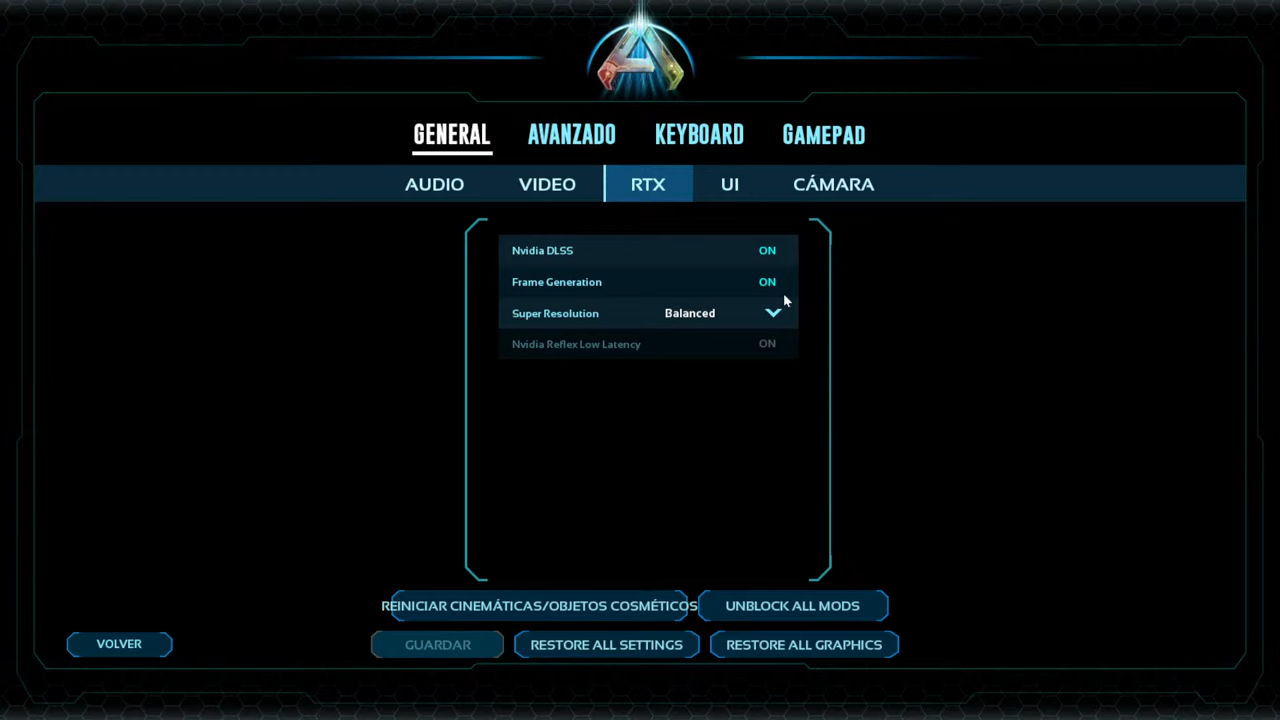 GENERAL AVANZADO KEYBOARD GAMEPAD
AUDIO VIDEO RTX UI CÁMARA
Nvidia DLSS ON
Frame Generation ON
Super Resolution Balanced
Nvidia Reflex Low Latency ON
REINICIAR CINEMÁTICAS/OBJETOS COSMÉTICOS UNBLOCK ALL MODS
VOLVER GUARDAR RESTORE ALL SETTINGS RESTORE ALL GRAPHICS